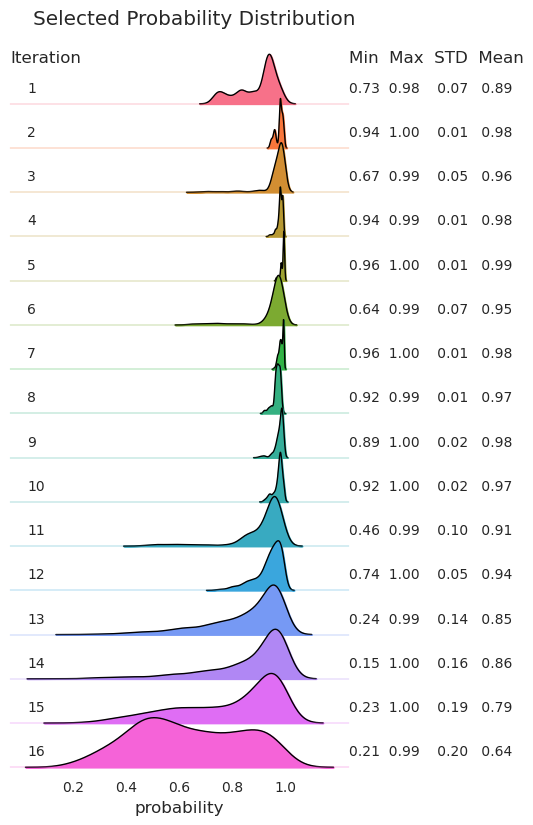 Selected Probability Distribution
Iteration Min Max STD Mean
1 0.73 0.98 0.07 0.89
2 0.94 1.00 0.01 0.98
3 0.67 0.99 0.05 0.96
4 0.94 0.99 0.01 0.98
5 0.96 1.00 0.01 0.99
6 0.64 0.99 0.07 0.95
7 0.96 1.00 0.01 0.98
8 0.92 0.99 0.01 0.97
9 0.89 1.00 0.02 0.98
10 0.92 1.00 0.02 0.97
11 0.46 0.99 0.10 0.91
12 0.74 1.00 0.05 0.94
13 0.24 0.99 0.14 0.85
14 0.15 1.00 0.16 0.86
15 0.23 1.00 0.19 0.79
16 0.21 0.99 0.20 0.64
0.2 0.4 0.6 0.8 1.0
probability